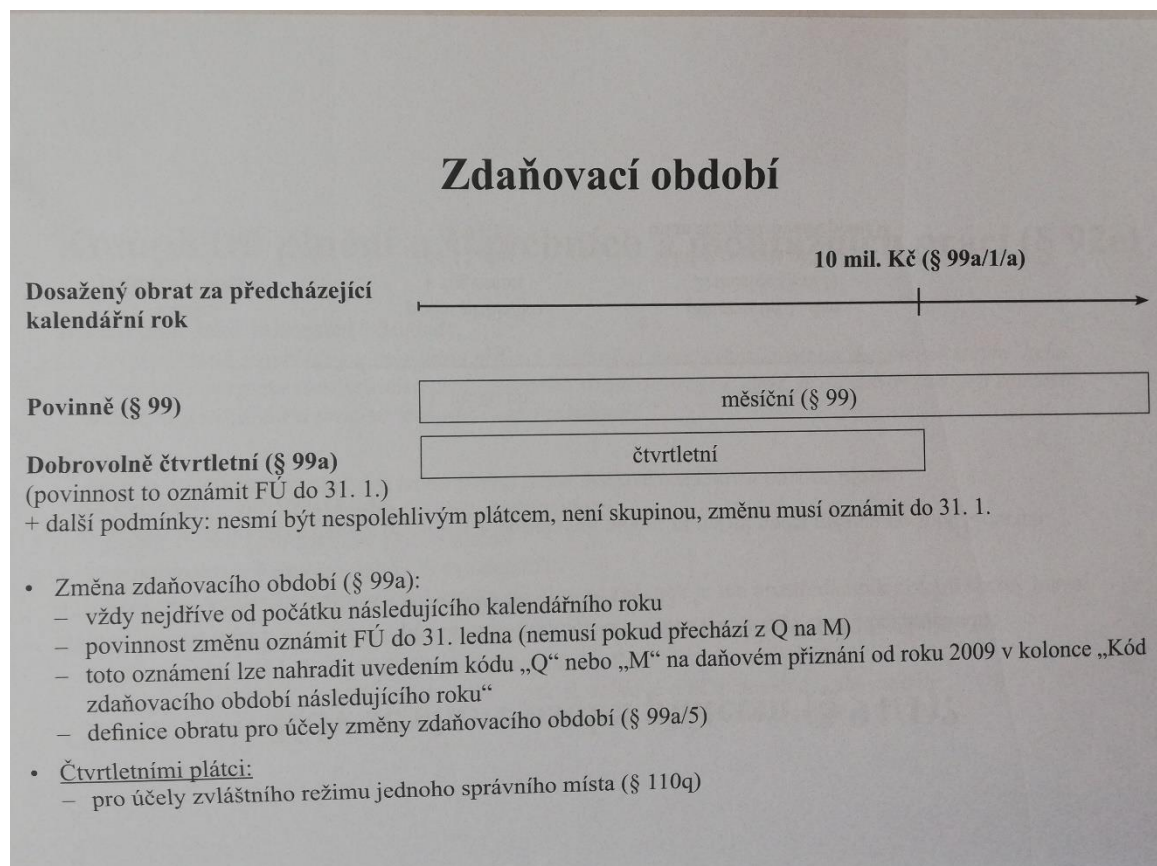 Zdaňovací období
10 mil. Kč (§ 99a/1/a)
Dosažený obrat za předcházející
kalendářní rok
Povinně (§ 99)
měsíční (§ 99)
Dobrovolně čtvrtletní (§ 99a)
čtvrtletní
(povinnost to oznámit FÚ do 31. 1.)
+ další podmínky: nesmí být nespolehlivým plátcem, není skupinou, změnu musí oznámit do 31. 1.
• Změna zdaňovacího období (§ 99a):
– vždy nejdříve od počátku následujícího kalendářního roku
– povinnost změnu oznámit FÚ do 31. ledna (nemusí pokud přechází z Q na M)
– toto oznámení lze nahradit uvedením kódu „Q“ nebo „M“ na daňovém přiznání od roku 2009 v kolonce „Kód
zdaňovacího období následujícího roku“
– definice obratu pro účely změny zdaňovacího období (§ 99a/5)
• Čtvrtletními plátci:
– pro účely zvláštního režimu jednoho správního místa (§ 110q)